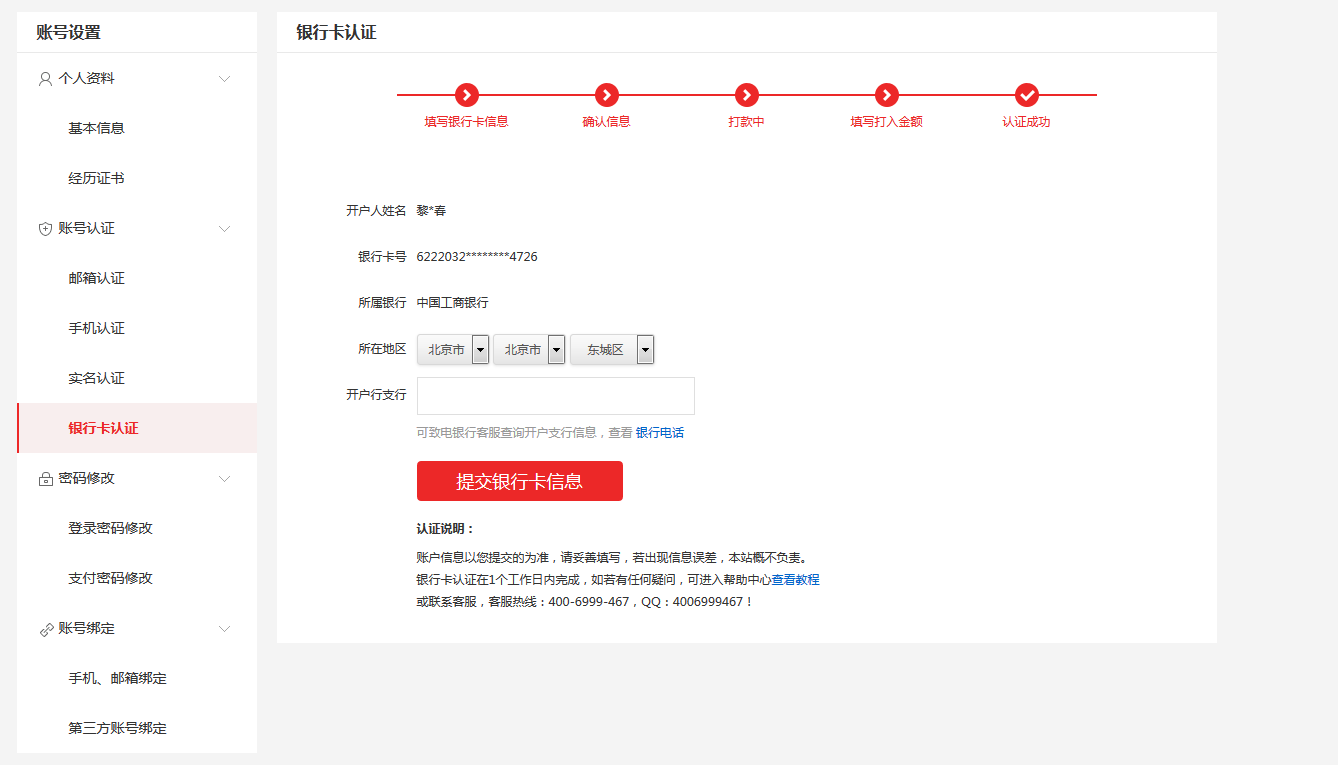 账号设置
个人资料
基本信息
经历证书
账号认证
邮箱认证
手机认证
实名认证
银行卡认证
密码修改
登录密码修改
支付密码修改
账号绑定
手机、邮箱绑定
第三方账号绑定
银行卡认证
填写银行卡信息 确认信息 打款中 填写打入金额 认证成功
开户人姓名 黎*春
银行卡号 6222032********4726
所属银行 中国工商银行
所在地区 北京市 北京市 东城区
开户行支行
可致电银行客服查询开户支行信息，查看 银行电话
提交银行卡信息
认证说明：
账户信息以您提交的为准，请妥善填写，若出现信息误差，本站概不负责。
银行卡认证在1个工作日内完成，如若有任何疑问，可进入帮助中心查看教程
或联系客服，客服热线：400-6999-467，QQ：4006999467！